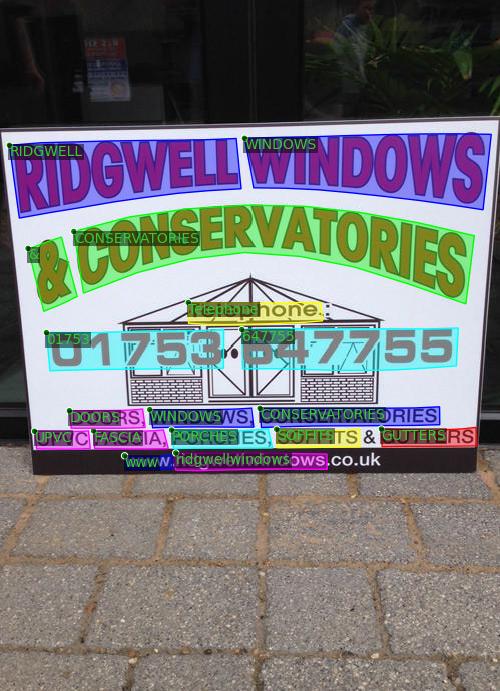 RIDGWELL WINDOWS
& CONSERVATORIES
Telephone:
01753 647755
DOORS, WINDOWS, CONSERVATORIES
UPVC FASCIA, PORCHES, SOFFITS & GUTTERS
www.ridgwellwindows.co.uk